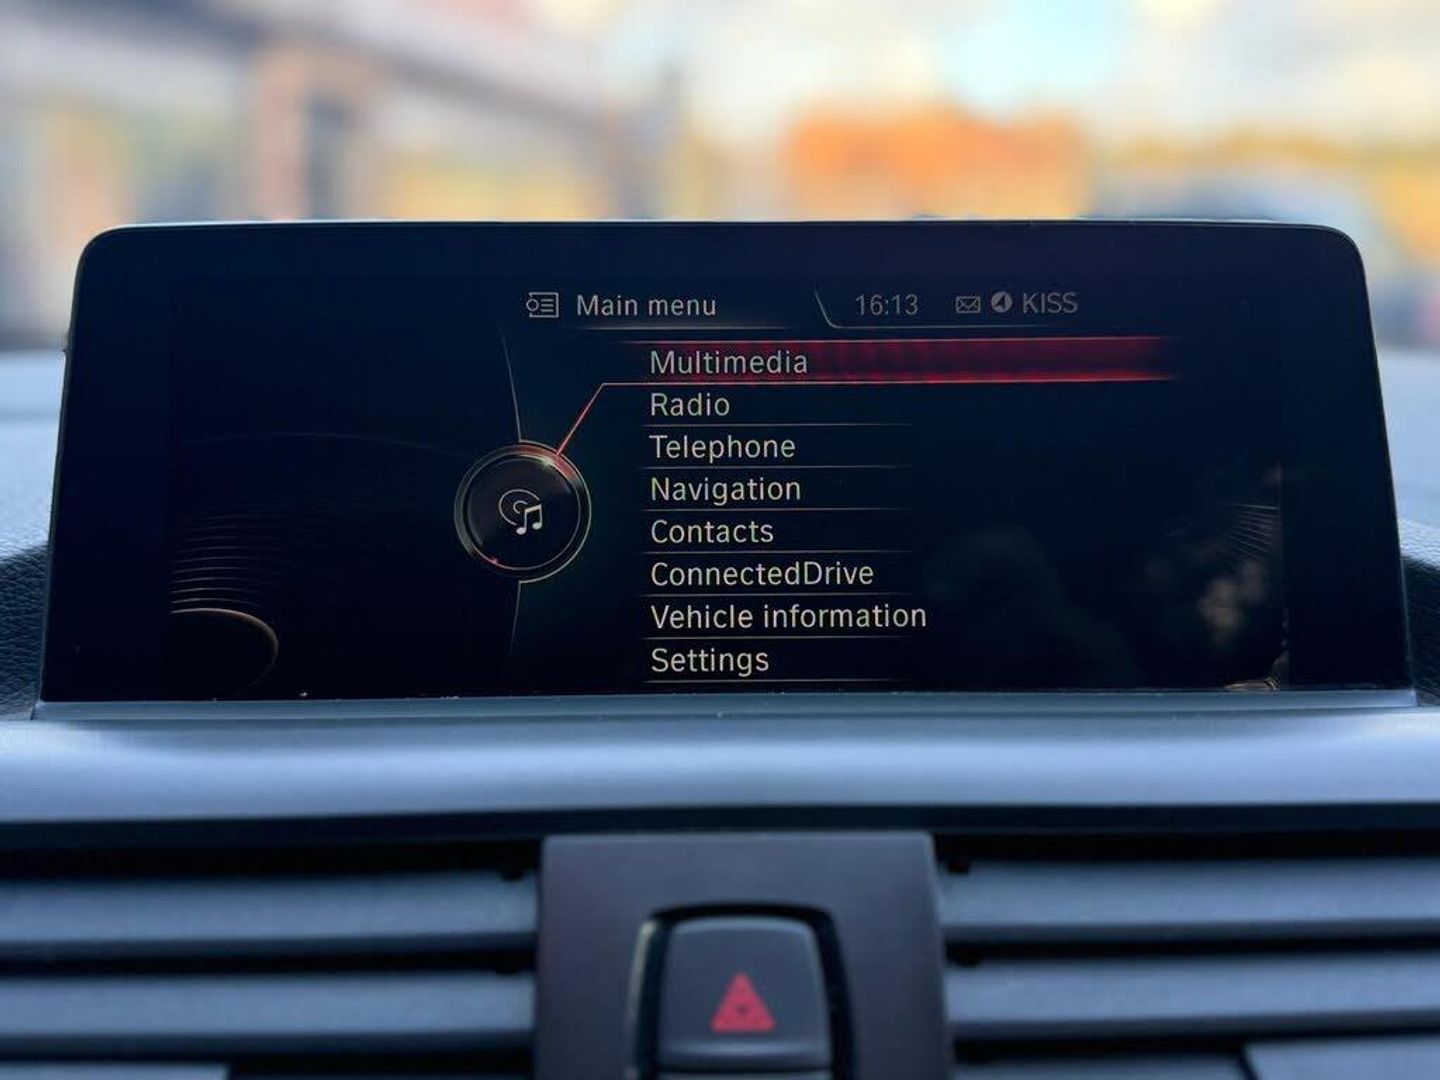 Main menu 16:13 KISS
Multimedia
Radio
Telephone
Navigation
Contacts
ConnectedDrive
Vehicle information
Settings